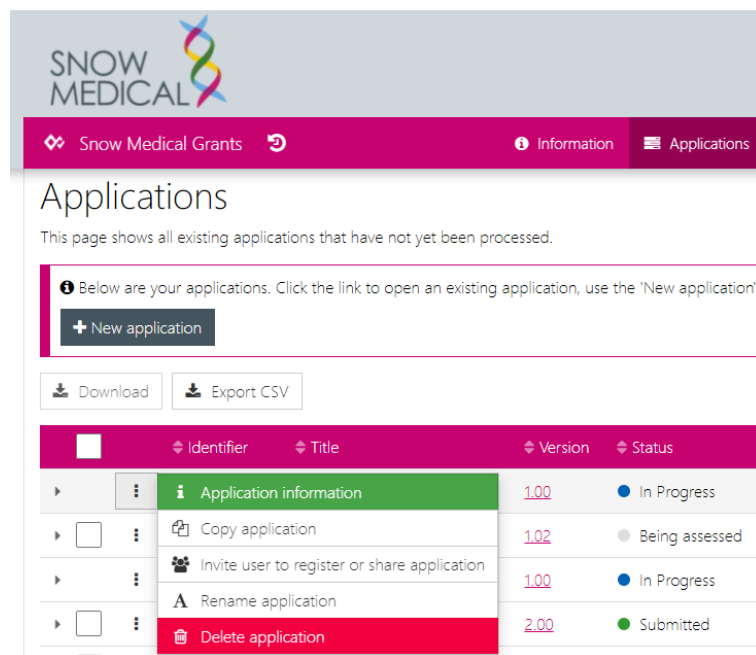 SNOW
MEDICAL
Snow Medical Grants
Information
Applications
Applications
This page shows all existing applications that have not yet been processed.
Below are your applications. Click the link to open an existing application, use the 'New application'
New application
Download
Export CSV
Identifier Title Version Status
Application information 1.00 In Progress
Copy application 1.02 Being assessed
Invite user to register or share application
1.00 In Progress
Rename application
2.00 Submitted
Delete application